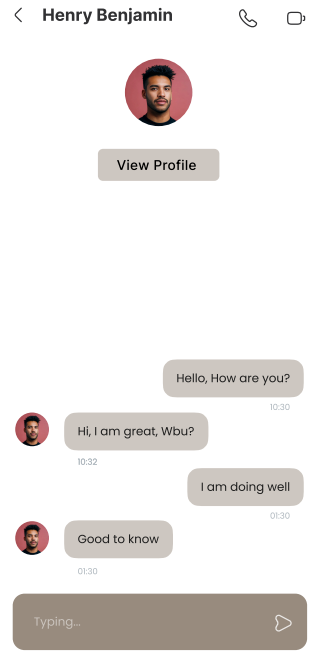 Henry Benjamin
View Profile
Hello, How are you?
10:30
Hi, I am great, Wbu?
10:32
I am doing well
01:30
Good to know
01:30
Typing...